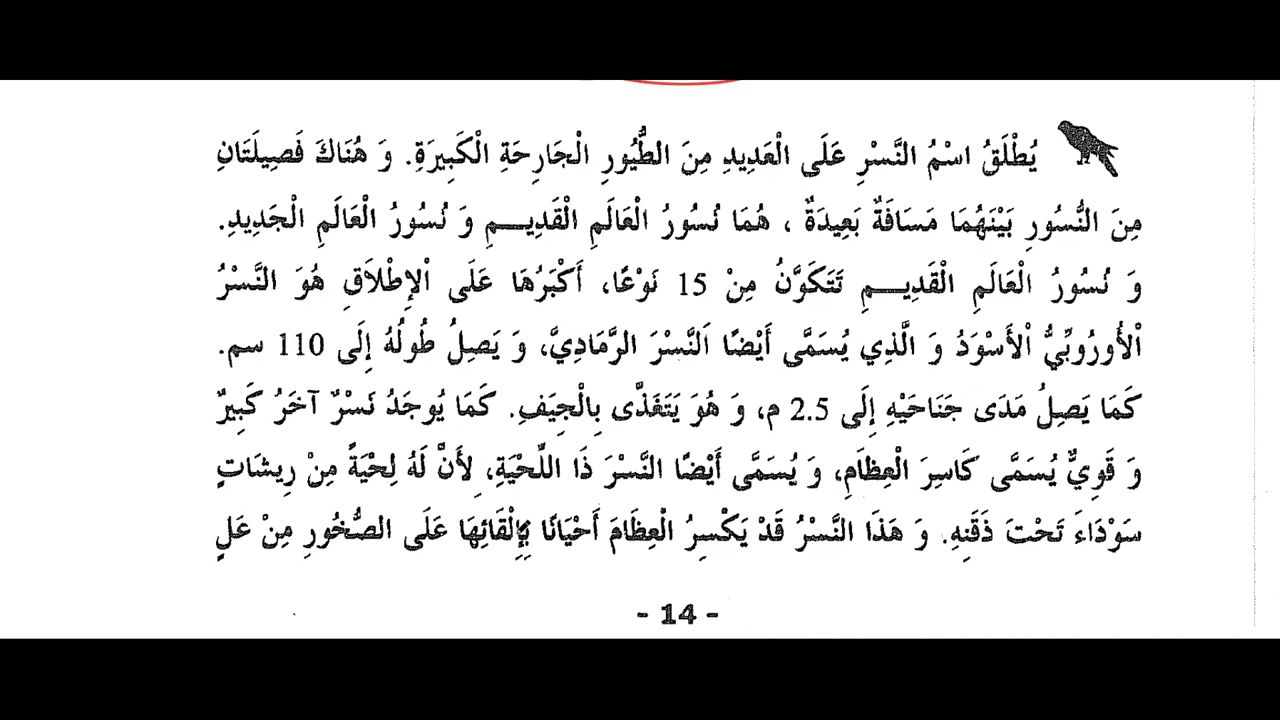 يُطْلَقُ اسْمُ النَّسْرِ عَلَى الْعَدِيدِ مِنَ الطُّيُورِ الْجَارِحَةِ الْكَبِيرَةِ. وَ هُنَاكَ فَصِيلَتَانِ
مِنَ النُّسُورِ بَيْنَهُمَا مَسَافَةٌ بَعِيدَةٌ ، هُمَا نُسُورُ الْعَالَمِ الْقَدِيـــمِ وَ نُسُورُ الْعَالَمِ الْجَدِيدِ.
وَ نُسُورُ الْعَالَمِ الْقَدِيـــمِ تَتَكَوَّنُ مِنْ 15 نَوْعًا، أَكْبَرُهَا عَلَى الْإِطْلَاقِ هُوَ النَّسْرُ
الْأُورُوبِّيُّ الْأَسْوَدُ وَ الَّذِي يُسَمَّى أَيْضًا اَلنَّسْرَ الرَّمَادِيَّ، وَ يَصِلُ طُولُهُ إِلَى 110 سم.
كَمَا يَصِلُ مَدَى جَنَاحَيْهِ إِلَى 2.5 م، وَ هُوَ يَتَغَذَّى بِالْجِيَفِ. كَمَا يُوجَدُ نَسْرٌ آخَرُ كَبِيرٌ
وَ قَوِيٌّ يُسَمَّى كَاسِرَ الْعِظَامِ، وَ يُسَمَّى أَيْضًا النَّسْرَ ذَا اللِّحْيَةِ، لِأَنَّ لَهُ لِحْيَةً مِنْ رِيشَاتٍ
سَوْدَاءَ تَحْتَ ذَقَنِهِ. وَ هَذَا النَّسْرُ قَدْ يَكْسِرُ الْعِظَامَ أَحْيَانًا بِإِلْقَائِهَا عَلَى الصُّخُورِ مِنْ عَلٍ
- 14 -